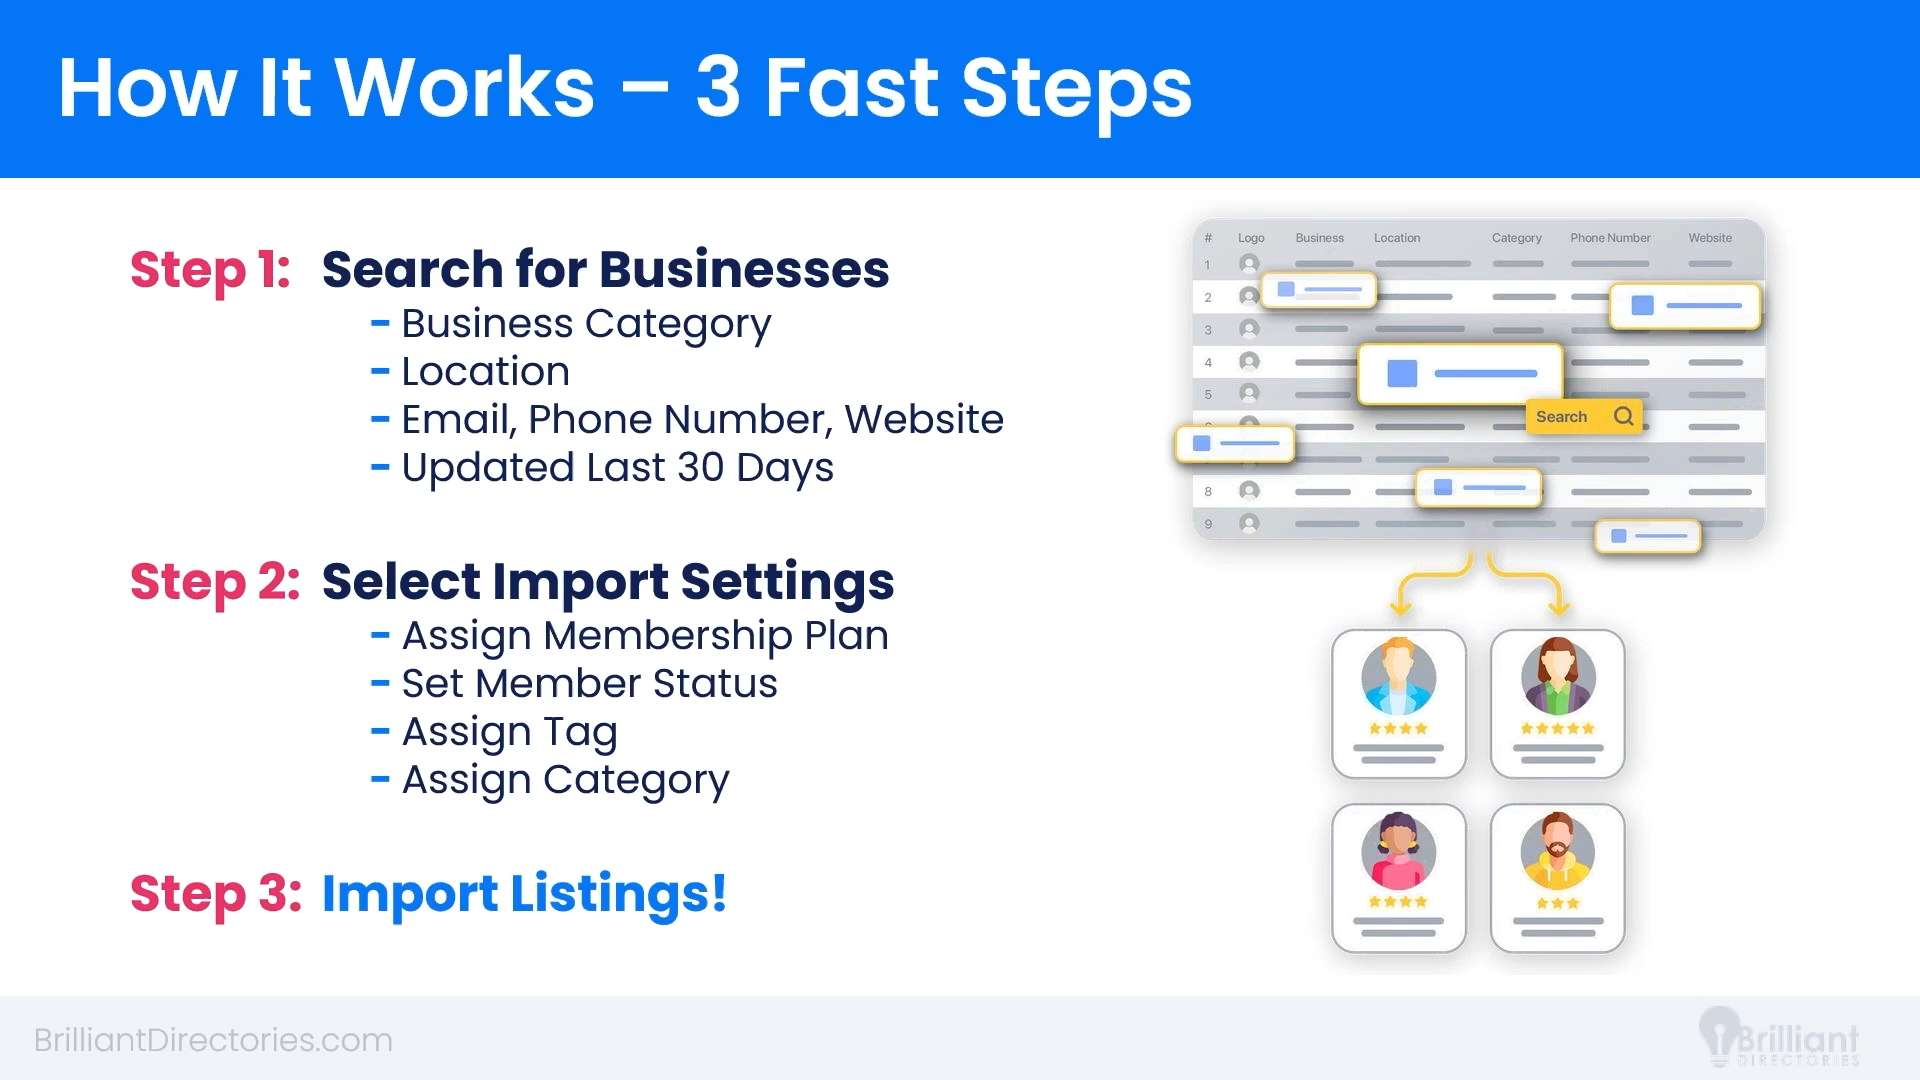 How It Works – 3 Fast Steps
Step 1: Search for Businesses
- Business Category
- Location
- Email, Phone Number, Website
- Updated Last 30 Days
Step 2: Select Import Settings
- Assign Membership Plan
- Set Member Status
- Assign Tag
- Assign Category
Step 3: Import Listings!
# Logo Business Location Category Phone Number Website
1
2
3
4
5
Search
8
9
BrilliantDirectories.com
Brilliant
DIRECTORIES